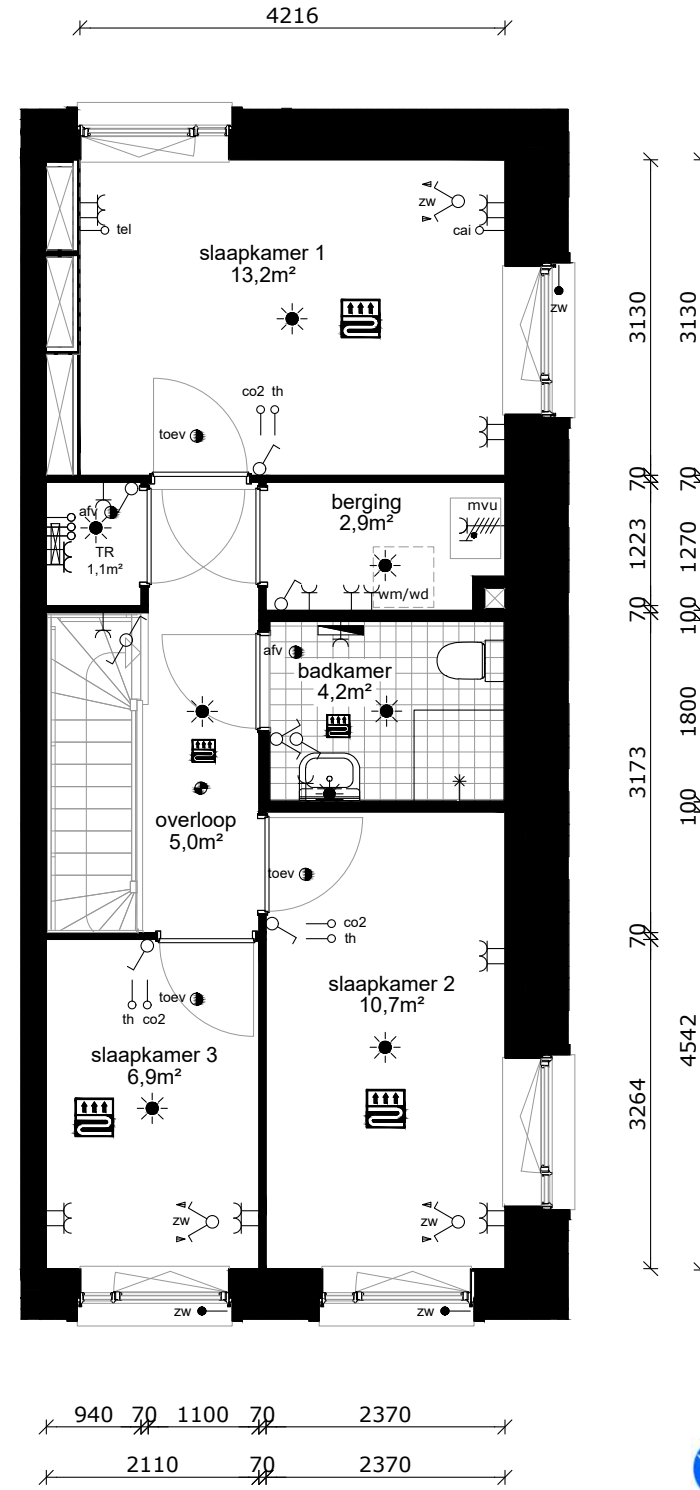 4216
tel
zw
cai
slaapkamer 1
13,2m²
zw
3130
3130
co2 th
toev
70
70
berging
2,9m²
mvu
afv
TR
1,1m²
wm/wd
1223
1270
70
100
afv
badkamer
4,2m²
1800
3173
overloop
5,0m²
100
toev
co2
th
70
slaapkamer 2
10,7m²
toev
th co2
slaapkamer 3
6,9m²
4542
3264
zw
zw
zw
zw
940 70 1100 70 2370
2110 70 2370